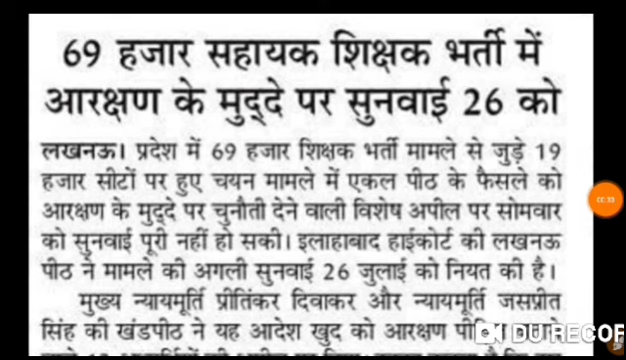 69 हजार सहायक शिक्षक भर्ती में
आरक्षण के मुद्दे पर सुनवाई 26 को
लखनऊ। प्रदेश में 69 हजार शिक्षक भर्ती मामले से जुड़े 19
हजार सीटों पर हुए चयन मामले में एकल पीठ के फैसले को
आरक्षण के मुद्दे पर चुनौती देने वाली विशेष अपील पर सोमवार
को सुनवाई पूरी नहीं हो सकी। इलाहाबाद हाईकोर्ट की लखनऊ
पीठ ने मामले की अगली सुनवाई 26 जुलाई को नियत की है।
मुख्य न्यायमूर्ति प्रीतिंकर दिवाकर और न्यायमूर्ति जसप्रीत
सिंह की खंडपीठ ने यह आदेश खुद को आरक्षण
DU RECOR